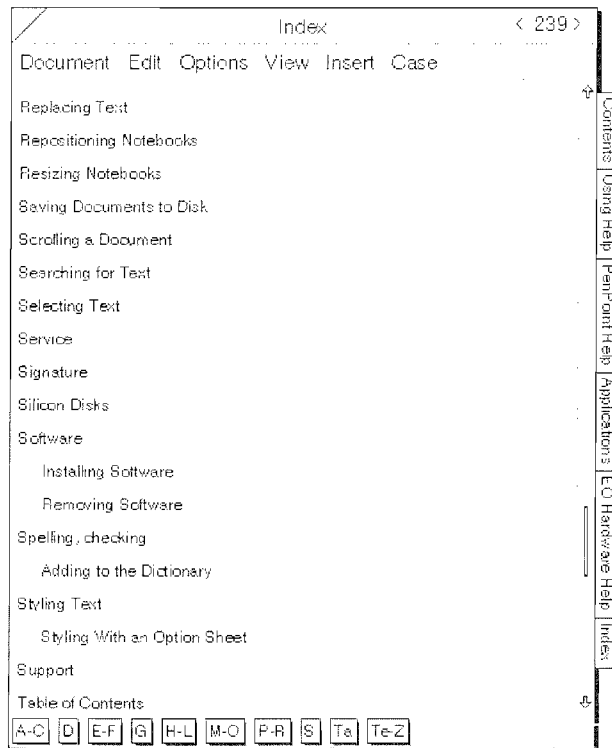 Index < 239 >
Document Edit Options View Insert Case
Replacing Text
Repositioning Notebooks
Resizing Notebooks
Saving Documents to Disk
Scrolling a Document
Searching for Text
Selecting Text
Service
Signature
Silicon Disks
Software
Installing Software
Removing Software
Spelling, checking
Adding to the Dictionary
Styling Text
Styling With an Option Sheet
Support
Table of Contents
A-C D E-F G H-L M-O P-R S Ta Te-Z
Contents
Using Help
PenPoint Help
Applications
EO Hardware Help
Index